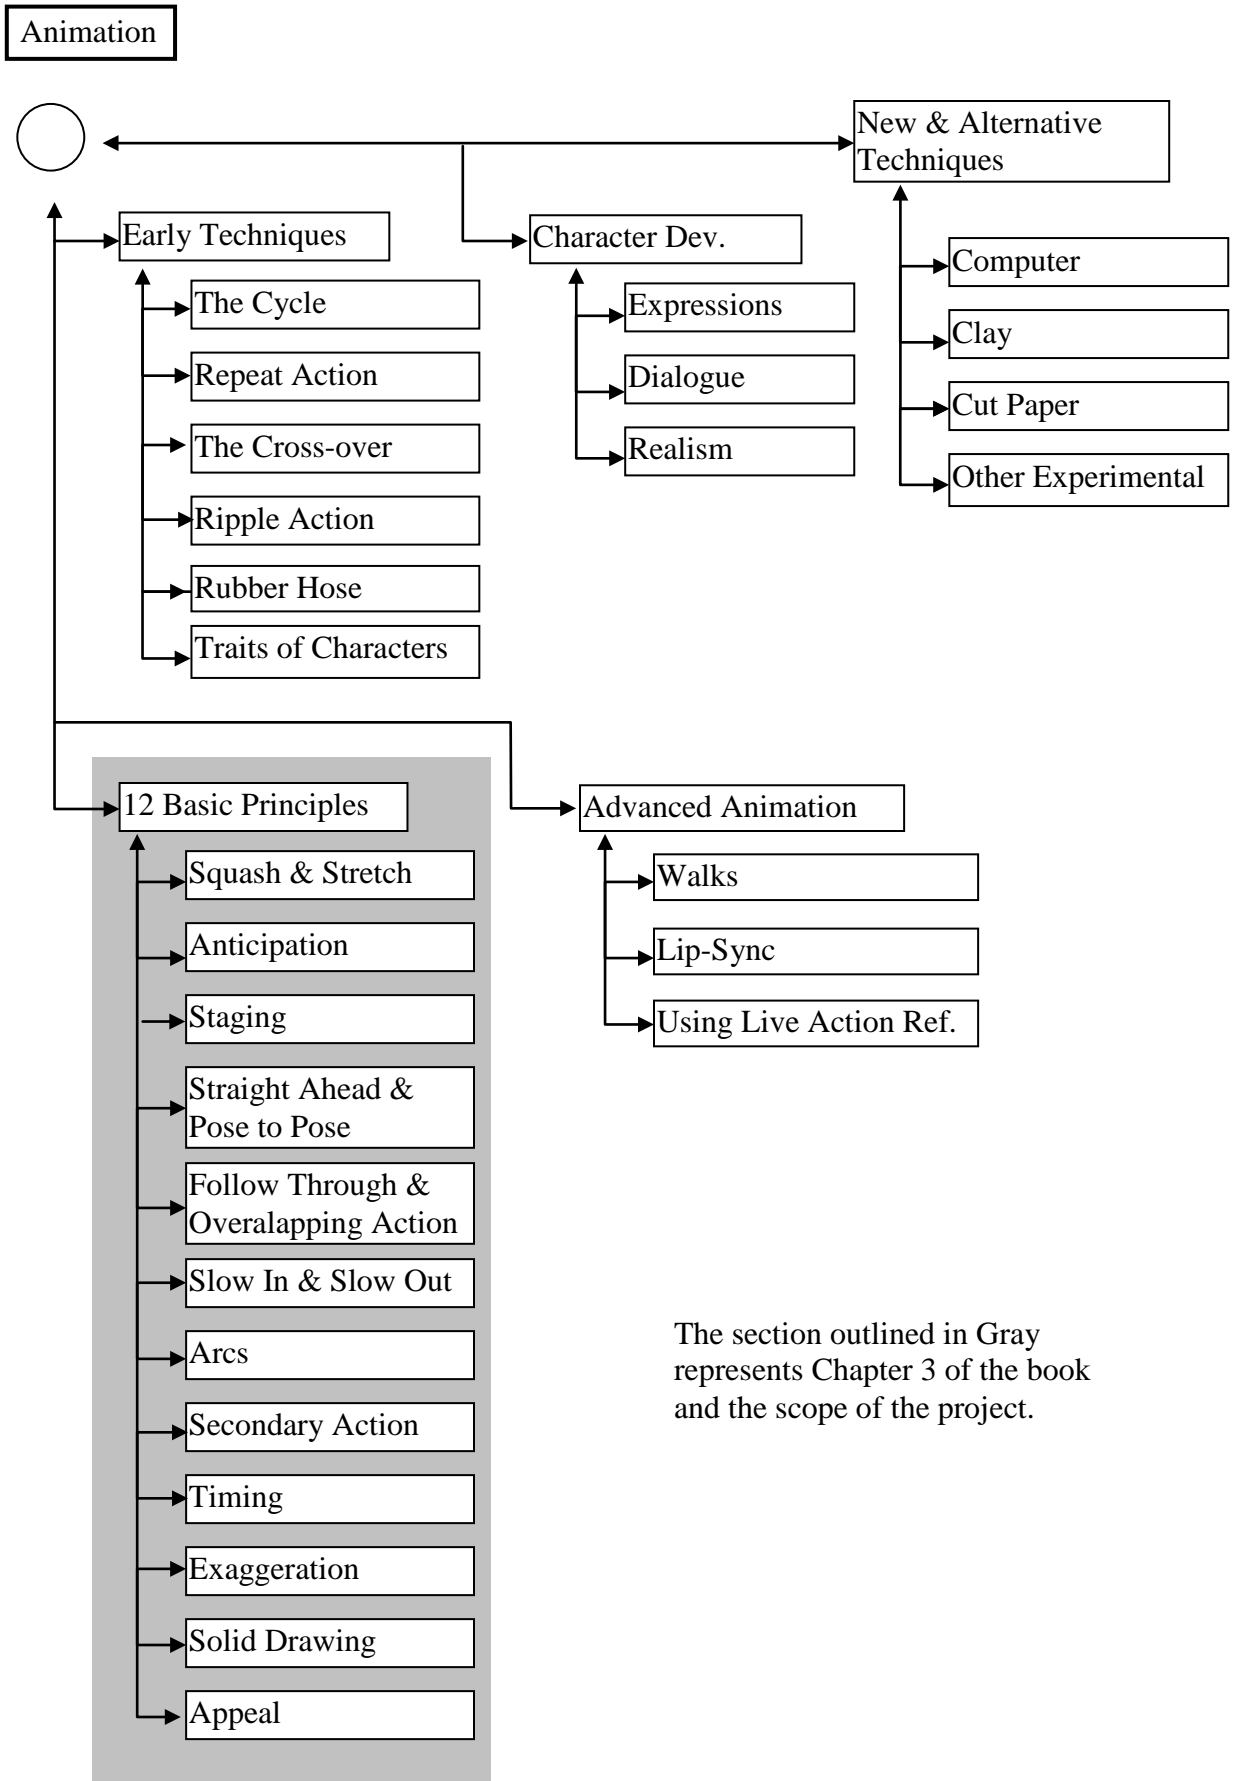 Animation
New & Alternative
Techniques
Early Techniques
Character Dev.
Computer
The Cycle
Expressions
Clay
Repeat Action
Dialogue
Cut Paper
The Cross-over
Realism
Other Experimental
Ripple Action
Rubber Hose
Traits of Characters
12 Basic Principles
Advanced Animation
Squash & Stretch
Walks
Anticipation
Lip-Sync
Staging
Using Live Action Ref.
Straight Ahead &
Pose to Pose
Follow Through &
Overalapping Action
Slow In & Slow Out
Arcs
Secondary Action
Timing
Exaggeration
Solid Drawing
Appeal
The section outlined in Gray
represents Chapter 3 of the book
and the scope of the project.